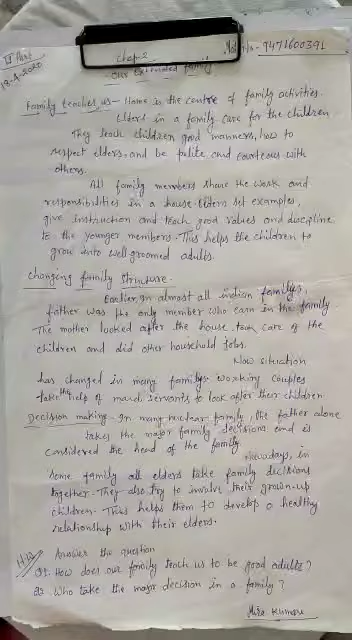 II Part
13-4-2020
Chap-2
Mob No- 9471600391
Our Extended family
Family teaches us - Home is the centre of family activities.
Elders in a family care for the children.
They teach children good manners, how to
respect elders, and be polite and courteous with
others.
All family members share the work and
responsibilities in a house. Elders set examples,
give instruction and teach good values and discipline
to the younger members. This helps the children to
grow into well groomed adults.
Changing family structure -
Earlier, in almost all indian families,
father was the only member who earn in the family.
The mother looked after the house, took care of the
children and did other household jobs.
Now situation
has changed in many familys. Working couples
take the help of maid, servants to look after their children
Decision making - In many nuclear family, the father alone
takes the major family decisions and is
considered the head of the family.
Nowadays, in
some family all elders take family decisions
together. They also try to involve their grown-up
children. This helps them to develop a healthy
relationship with their elders.
H.W Answer the question
Q1. How does our family teach us to be good adults?
Q2. Who take the major decision in a family?
Kumari